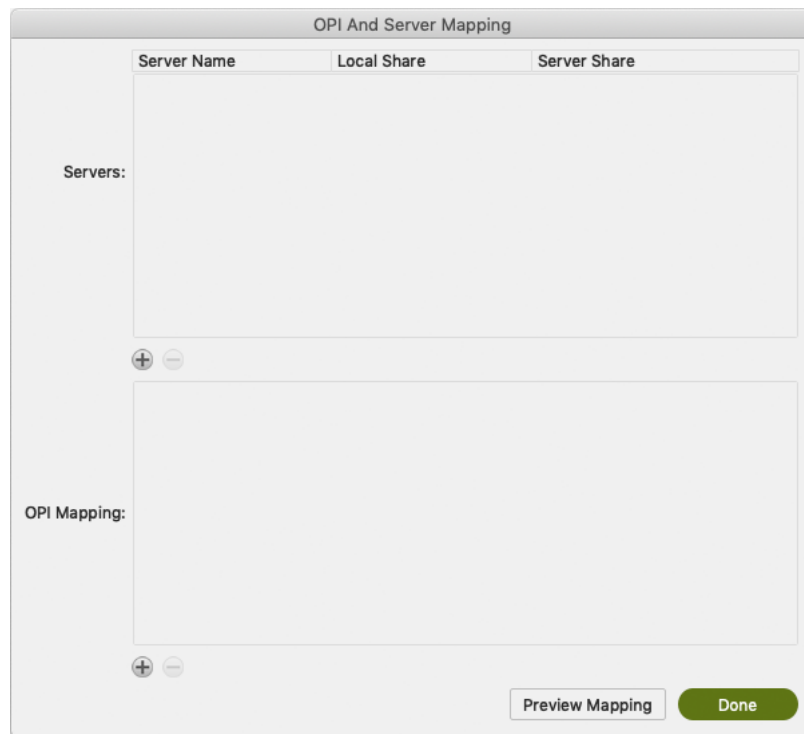 OPI And Server Mapping
Server Name Local Share Server Share
Servers:
OPI Mapping:
Preview Mapping Done